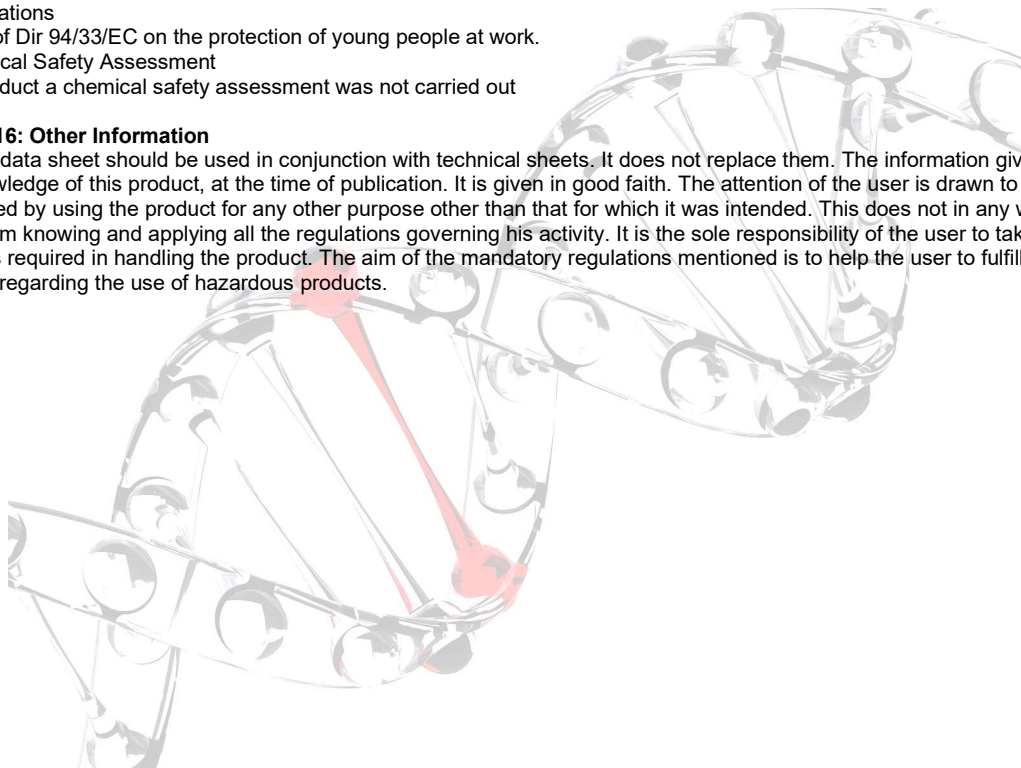 ations
of Dir 94/33/EC on the protection of young people at work.
cal Safety Assessment
duct a chemical safety assessment was not carried out
16: Other Information
data sheet should be used in conjunction with technical sheets. It does not replace them. The information giv
wledge of this product, at the time of publication. It is given in good faith. The attention of the user is drawn to
ed by using the product for any other purpose other than that for which it was intended. This does not in any w
m knowing and applying all the regulations governing his activity. It is the sole responsibility of the user to tak
s required in handling the product. The aim of the mandatory regulations mentioned is to help the user to fulfill
regarding the use of hazardous products.